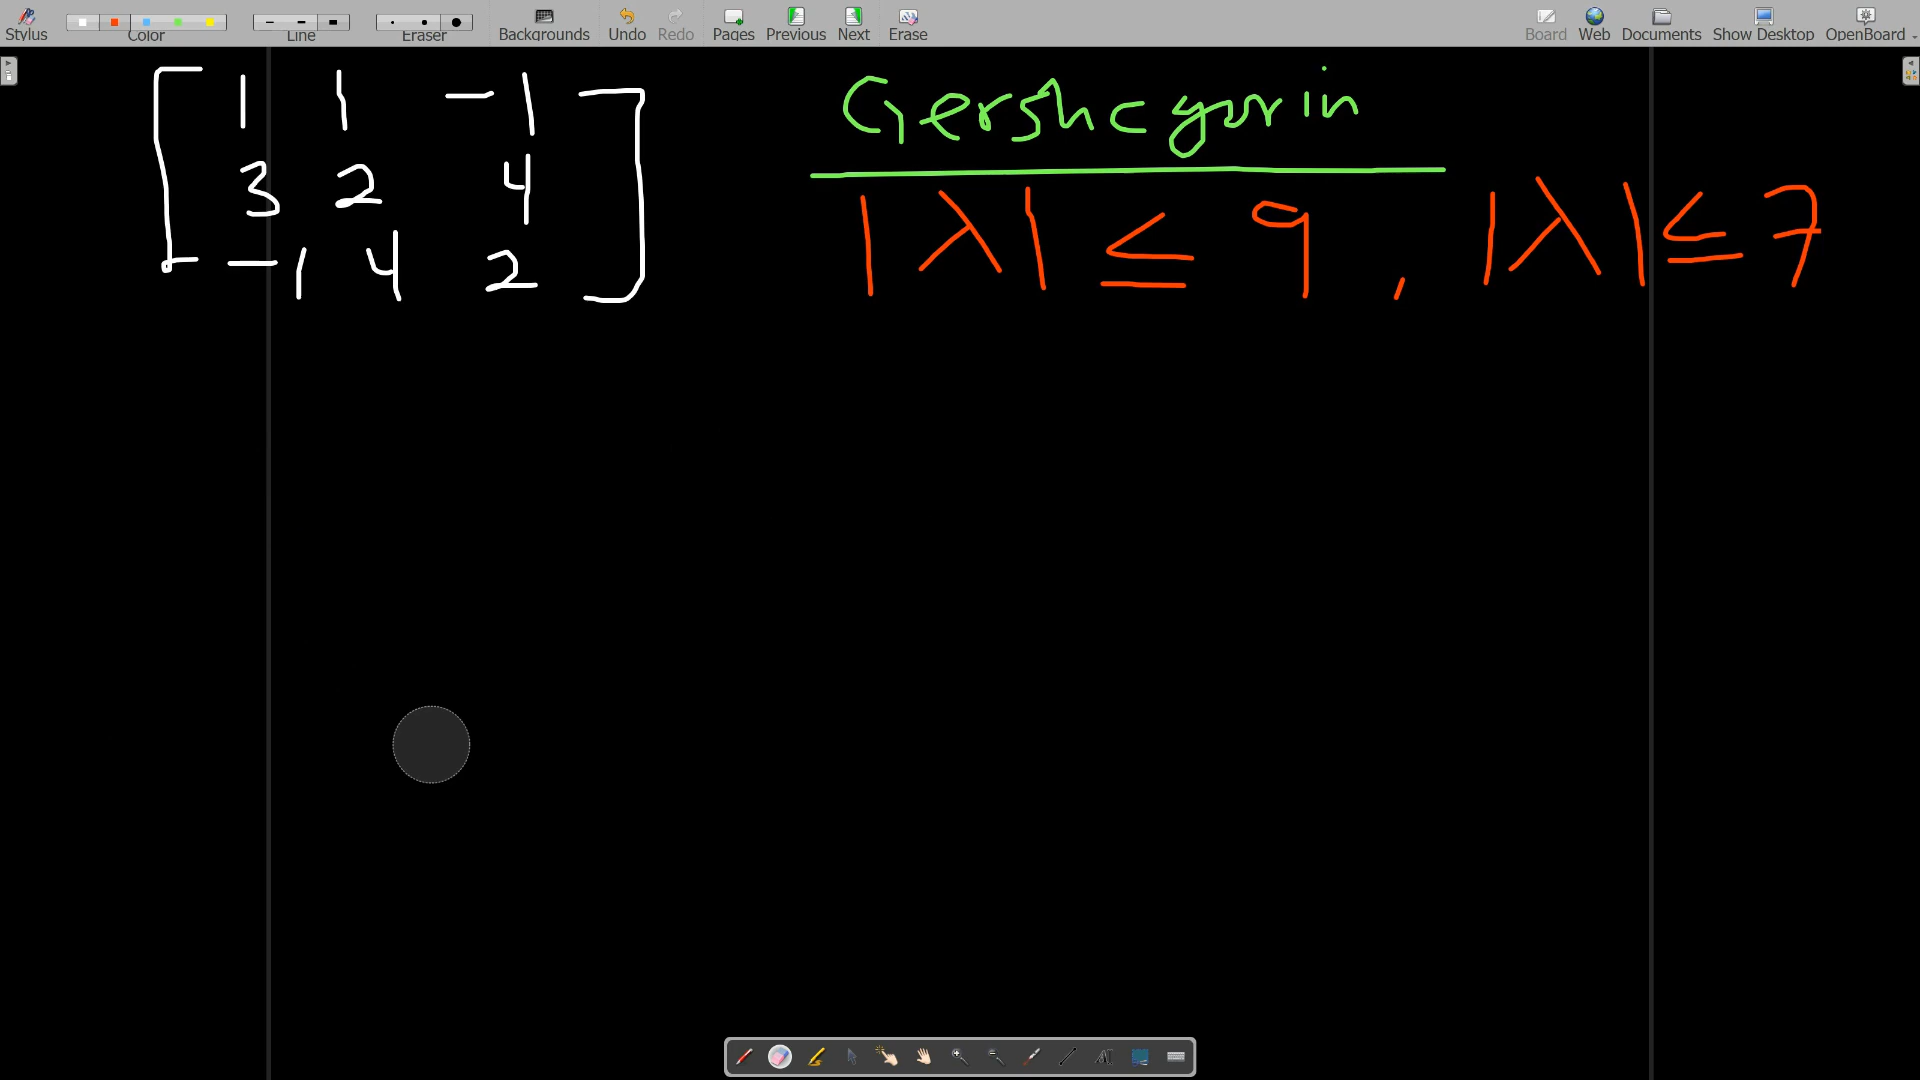 Stylus Color Line Eraser Backgrounds Undo Redo Pages Previous Next Erase Board Web Documents Show Desktop OpenBoard
1 1 -1
3 2 4
-1 4 2
Gershcgorin
|λ| ≤ 9 , |λ| ≤ 7